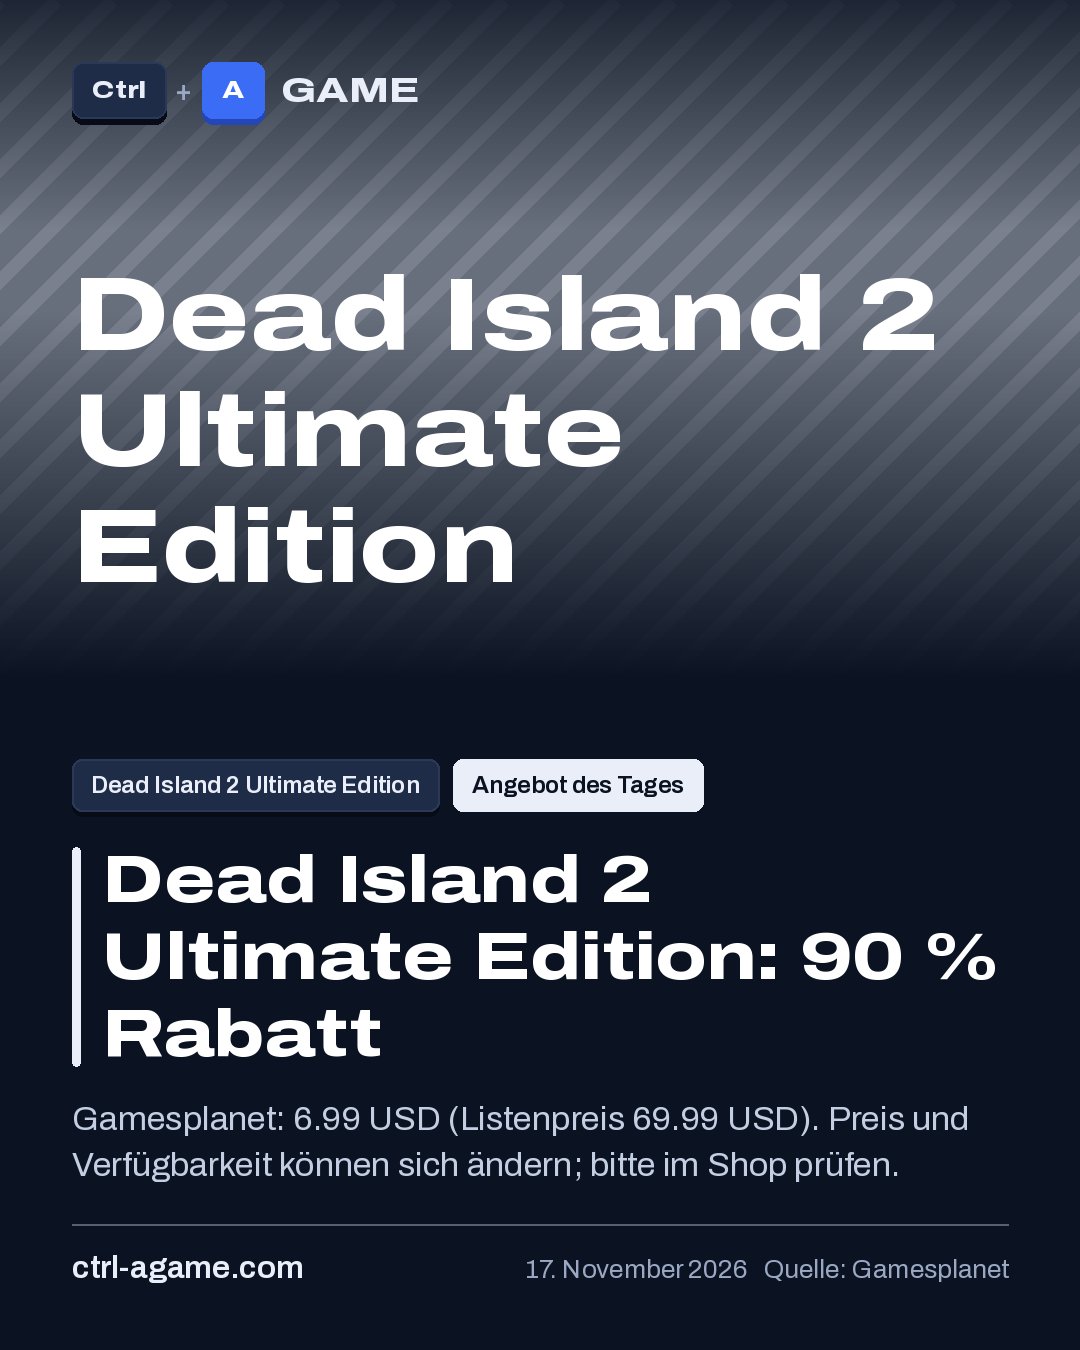 Ctrl + A GAME
Dead Island 2
Ultimate
Edition
Dead Island 2 Ultimate Edition
Angebot des Tages
Dead Island 2
Ultimate Edition: 90 %
Rabatt
Gamesplanet: 6.99 USD (Listenpreis 69.99 USD). Preis und
Verfügbarkeit können sich ändern; bitte im Shop prüfen.
ctrl-agame.com
17. November 2026 Quelle: Gamesplanet